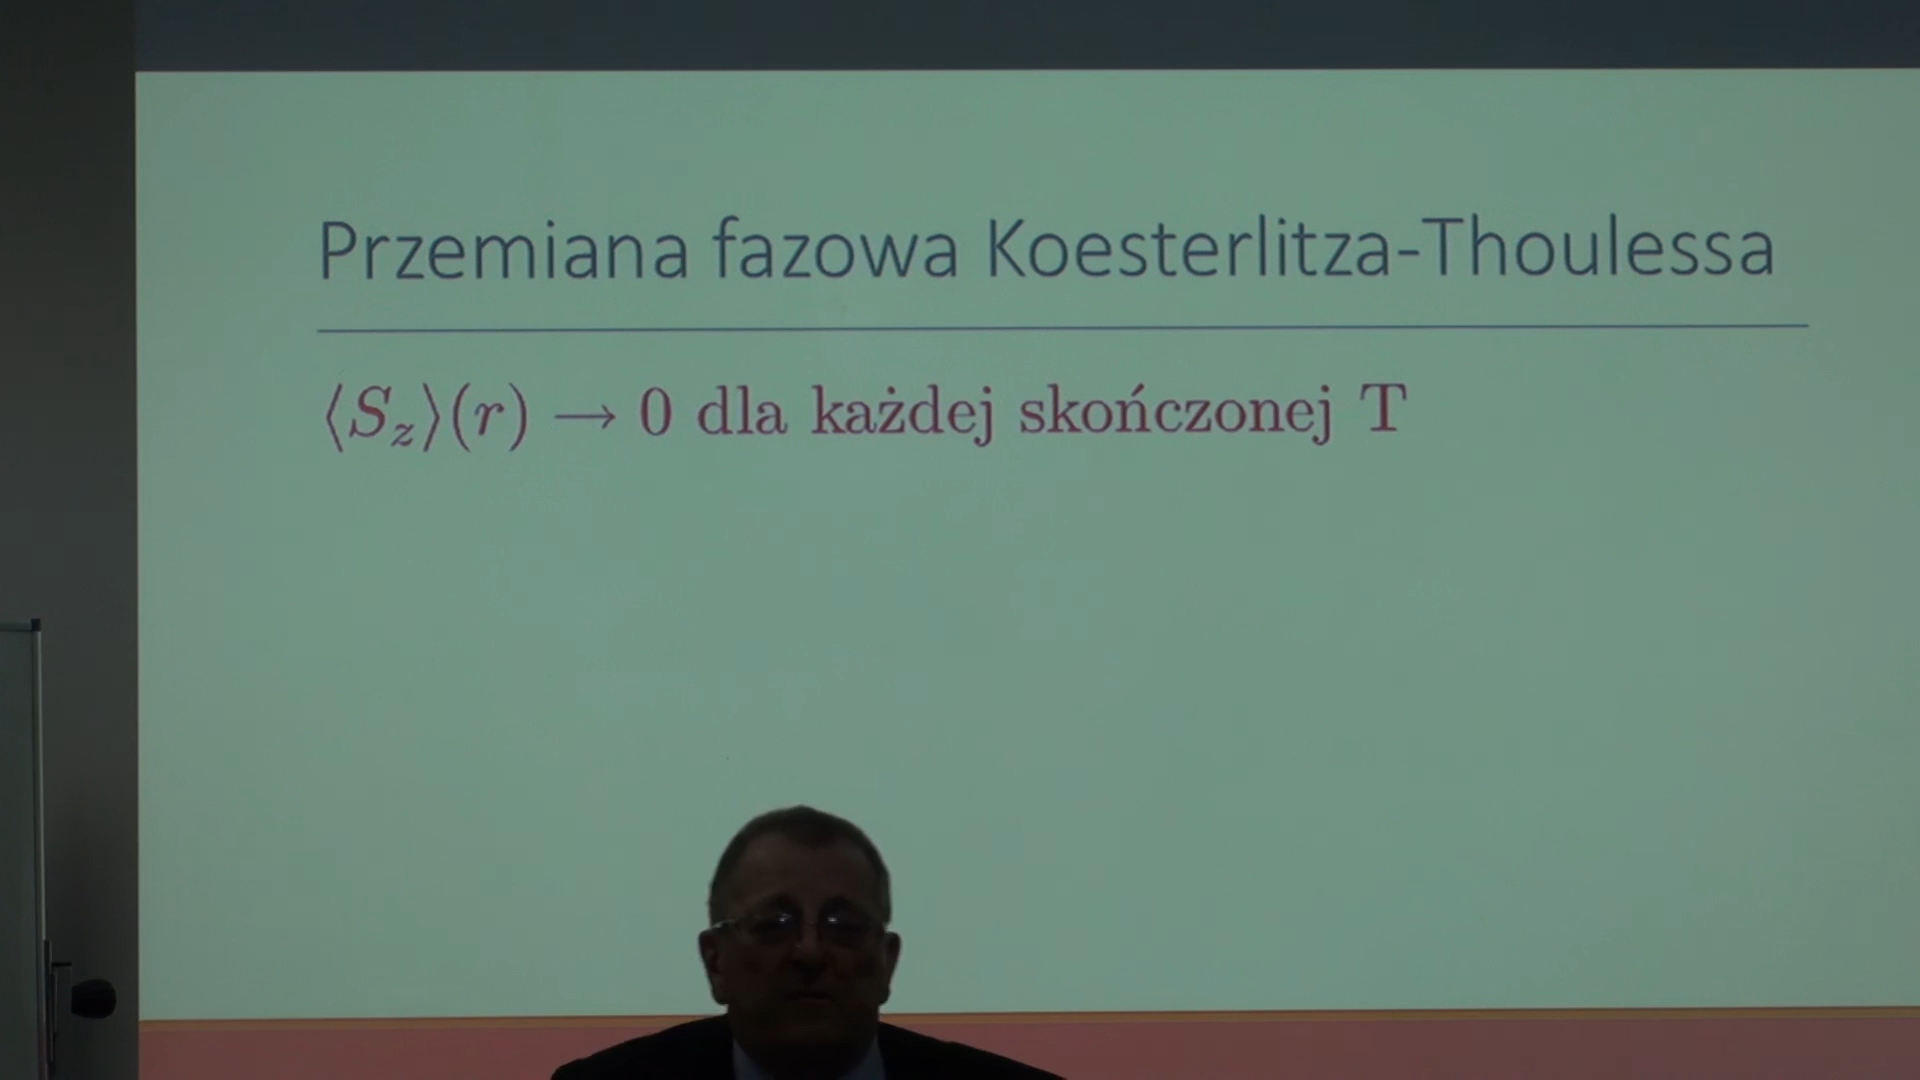 Przemiana fazowa Koesterlitza-Thoulessa
⟨S_z⟩(r) → 0 dla każdej skończonej T